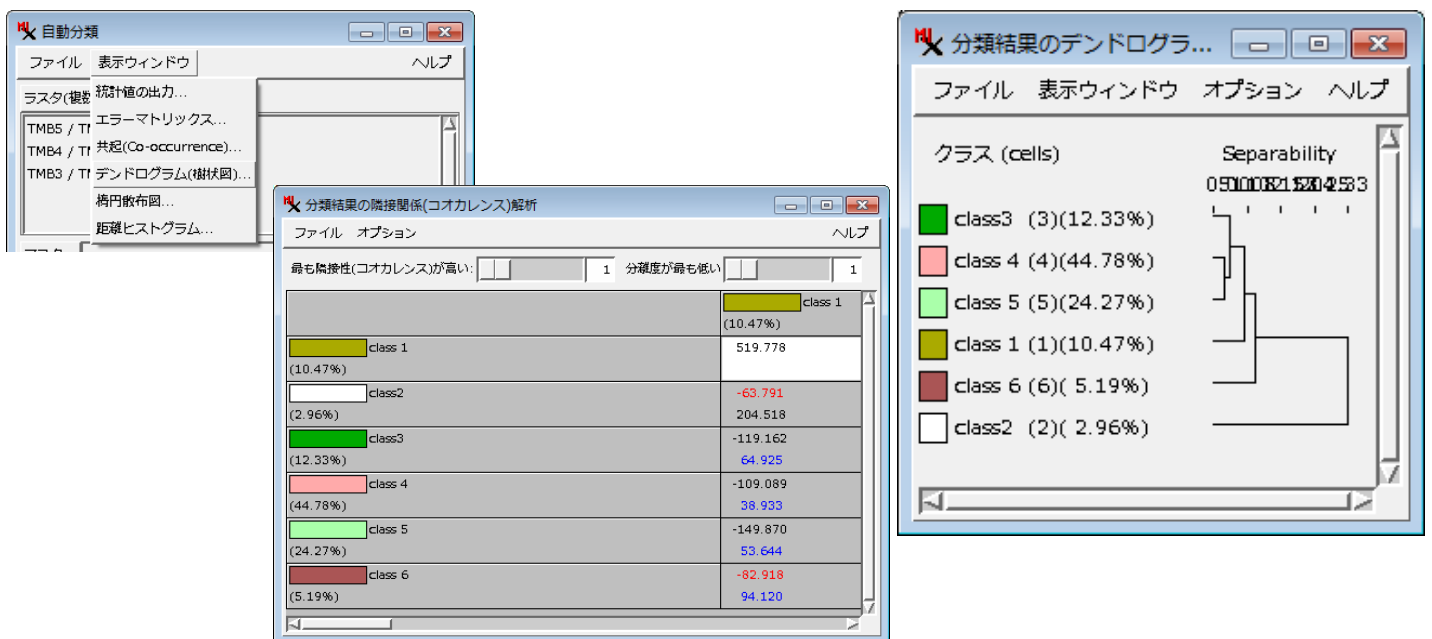 自動分類
ファイル 表示ウィンドウ ヘルプ
ラスタ(複数
統計値の出力...
エラーマトリックス...
共起(Co-occurrence)...
デンドログラム(樹状図)...
楕円散布図...
距離ヒストグラム...
TMB5 / TM
TMB4 / TM
TMB3 / TM
分類結果の隣接関係(コオカレンス)解析
ファイル オプション ヘルプ
最も隣接性(コオカレンス)が高い: 1 分離度が最も低い 1
class 1
(10.47%)
class 1 519.778
(10.47%)
class2 -63.791
(2.96%) 204.518
class3 -119.162
(12.33%) 64.925
class 4 -109.089
(44.78%) 38.933
class 5 -149.870
(24.27%) 53.644
class 6 -82.918
(5.19%) 94.120
分類結果のデンドログラ...
ファイル 表示ウィンドウ オプション ヘルプ
クラス (cells) Separability
class3 (3)(12.33%)
class 4 (4)(44.78%)
class 5 (5)(24.27%)
class 1 (1)(10.47%)
class 6 (6)( 5.19%)
class2 (2)( 2.96%)